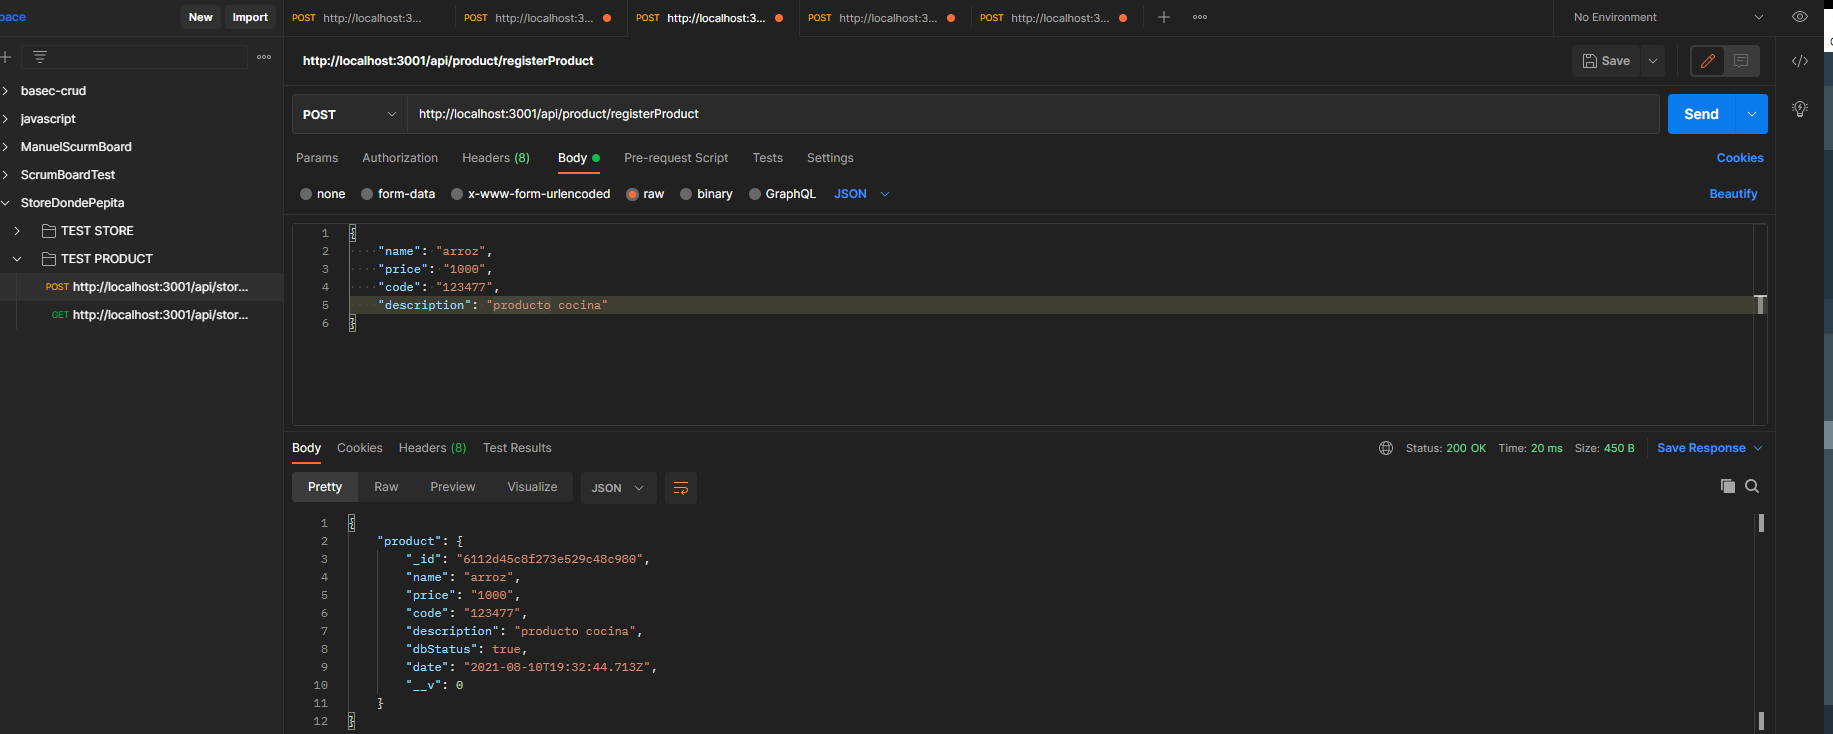 pace New Import
POST http://localhost:3... POST http://localhost:3... POST http://localhost:3... POST http://localhost:3... POST http://localhost:3... No Environment
http://localhost:3001/api/product/registerProduct Save
basec-crud
javascript
ManuelScurmBoard
ScrumBoardTest
StoreDondePepita
TEST STORE
TEST PRODUCT
POST http://localhost:3001/api/stor...
GET http://localhost:3001/api/stor...
POST http://localhost:3001/api/product/registerProduct Send
Params Authorization Headers (8) Body Pre-request Script Tests Settings Cookies
none form-data x-www-form-urlencoded raw binary GraphQL JSON Beautify
1 {
2 "name": "arroz",
3 "price": "1000",
4 "code": "123477",
5 "description": "producto cocina"
6 }
Body Cookies Headers (8) Test Results Status: 200 OK Time: 20 ms Size: 450 B Save Response
Pretty Raw Preview Visualize JSON
1 {
2 "product": {
3 "_id": "6112d45c8f273e529c48c980",
4 "name": "arroz",
5 "price": "1000",
6 "code": "123477",
7 "description": "producto cocina",
8 "dbStatus": true,
9 "date": "2021-08-10T19:32:44.713Z",
10 "__v": 0
11 }
12 }